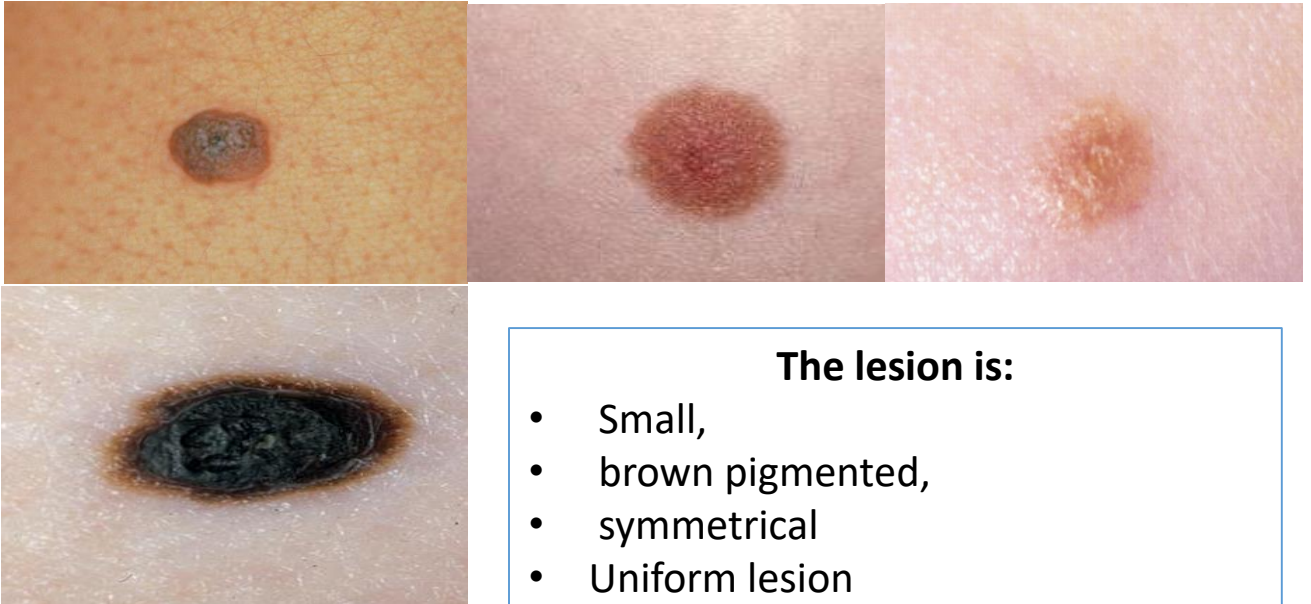 The lesion is:
• Small,
• brown pigmented,
• symmetrical
• Uniform lesion